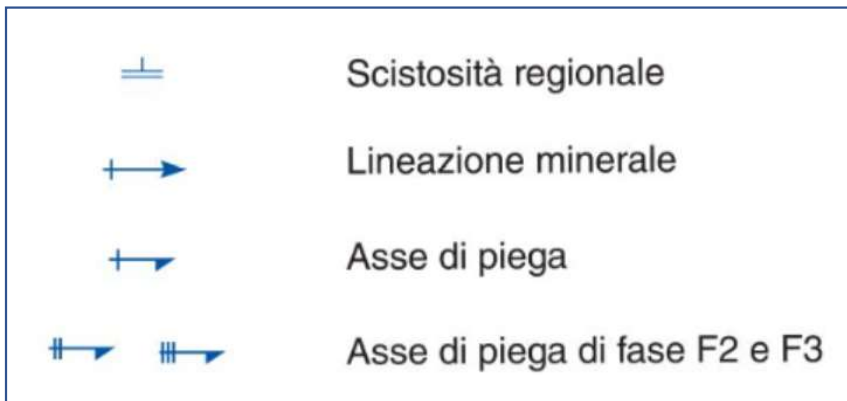 Scistosità regionale
Lineazione minerale
Asse di piega
Asse di piega di fase F2 e F3